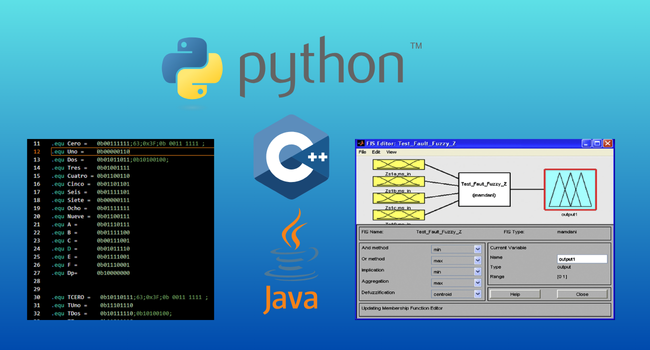 python™
11 .equ Cero = 0b00111111;63;0x3F;0b 0011 1111 ;
12 .equ Uno = 0b00000110
13 .equ Dos = 0b01011011;0b10100100;
14 .equ Tres = 0b01001111
15 .equ Cuatro = 0b01100110
16 .equ Cinco = 0b01101101
17 .equ Seis = 0b01111101
18 .equ Siete = 0b00000111
19 .equ Ocho = 0b01111111
20 .equ Nueve = 0b01100111
21 .equ A = 0b01110111
22 .equ B = 0b01111100
23 .equ C = 0b00111001
24 .equ D = 0b01011110
25 .equ E = 0b01111001
26 .equ F = 0b01110001
27 .equ Dp= 0b10000000
28
29
30 .equ TCERO = 0b10111111;63;0x3F;0b 0011 1111 ;
31 .equ TUno =
32 .equ TDos = 0b10111110;0b10100100;
C++
Java
FIS Editor: Test_Fault_Fuzzy_Z
File Edit View
Test_Fault_Fuzzy_Z
(mamdani)
output1
FIS Name: Test_Fault_Fuzzy_Z FIS Type: mamdani
And method min
Or method max
Implication min
Aggregation max
Defuzzification centroid
Current Variable
Name output1
Type output
Range [0 1]
Help Close
Updating Membership Function Editor